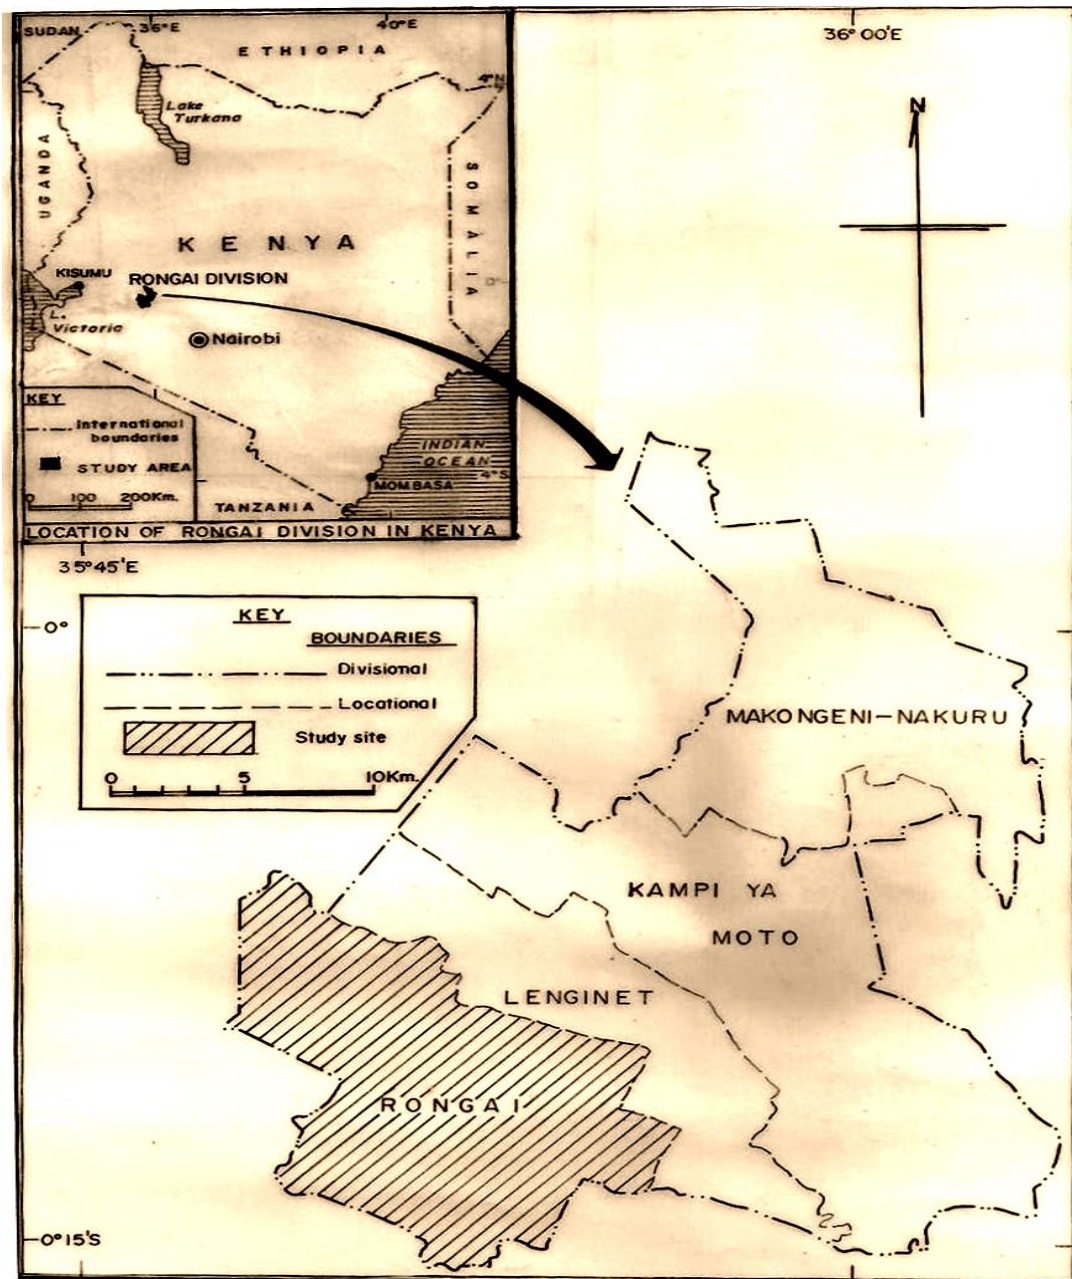 SUDAN
36°E
40°E
ETHIOPIA
4°N
Lake
Turkana
UGANDA
SOMALIA
KENYA
KISUMU
RONGAI DIVISION
0°
L.
Victoria
Nairobi
KEY
International
boundaries
STUDY AREA
0 100 200Km.
INDIAN
OCEAN
4°S
MOMBASA
TANZANIA
LOCATION OF RONGAI DIVISION IN KENYA
36°00'E
N
35°45'E
0°
KEY
BOUNDARIES
Divisional
Locational
Study site
0 5 5 10Km.
MAKONGENI-NAKURU
KAMPI YA
MOTO
LENGINET
RONGAI
0°15'S